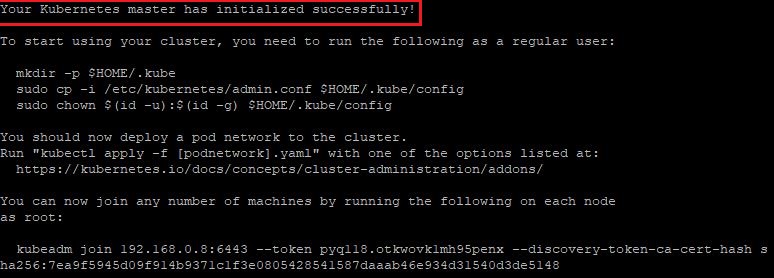 Your Kubernetes master has initialized successfully!
To start using your cluster, you need to run the following as a regular user:
mkdir -p $HOME/.kube
sudo cp -i /etc/kubernetes/admin.conf $HOME/.kube/config
sudo chown $(id -u):$(id -g) $HOME/.kube/config
You should now deploy a pod network to the cluster.
Run "kubectl apply -f [podnetwork].yaml" with one of the options listed at:
https://kubernetes.io/docs/concepts/cluster-administration/addons/
You can now join any number of machines by running the following on each node
as root:
kubeadm join 192.168.0.8:6443 --token pyq118.otkwovklmh95penx --discovery-token-ca-cert-hash s
ha256:7ea9f5945d09f914b9371c1f3e0805428541587daaab46e934d31540d3de5148